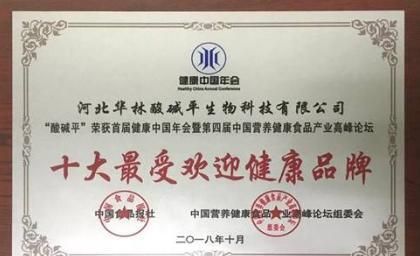 健康中国年会
Healthy China Annual Conference
河北华林酸碱平生物科技有限公司
“酸碱平”荣获首届健康中国年会暨第四届中国营养健康食品产业高峰论坛
十大最受欢迎健康品牌
中国食品报社 中国营养健康食品产业高峰论坛组委会
二〇一八年十月